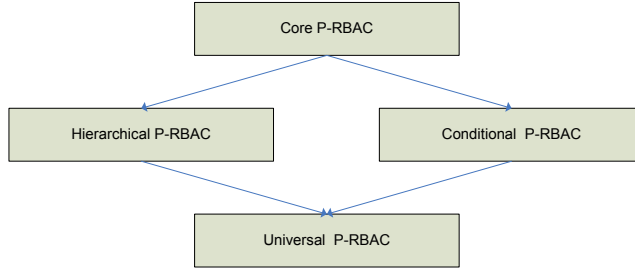 Core P-RBAC
Hierarchical P-RBAC
Conditional P-RBAC
Universal P-RBAC